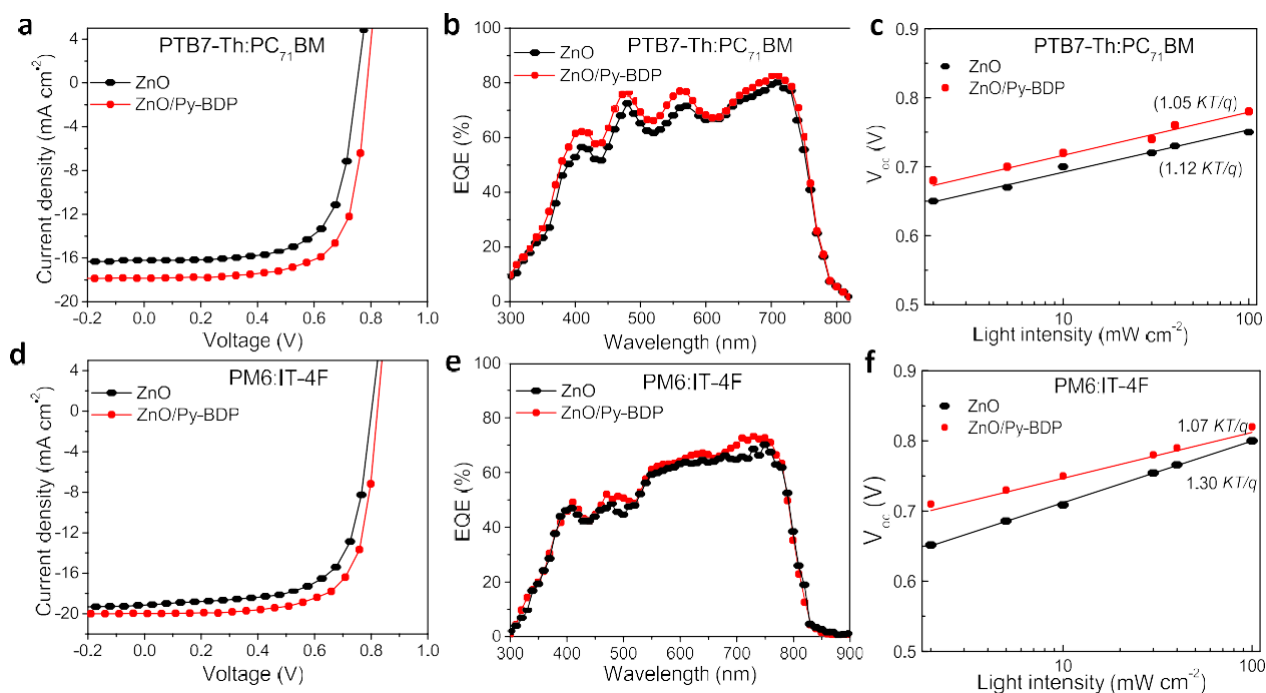 a
PTB7-Th:PC71BM
ZnO
ZnO/Py-BDP
4
0
-4
-8
-12
-16
-20
Current density (mA cm-2)
-0.2 0.0 0.2 0.4 0.6 0.8 1.0
Voltage (V)
b
PTB7-Th:PC71BM
ZnO
ZnO/Py-BDP
100
80
60
40
20
0
EQE (%)
300 400 500 600 700 800
Wavelength (nm)
c
PTB7-Th:PC71BM
ZnO
ZnO/Py-BDP
(1.05 KT/q)
(1.12 KT/q)
0.9
0.8
0.7
0.6
0.5
Voc (V)
10 100
Light intensity (mW cm-2)
d
PM6:IT-4F
ZnO
ZnO/Py-BDP
4
0
-4
-8
-12
-16
-20
Current density (mA cm-2)
-0.2 0.0 0.2 0.4 0.6 0.8 1.0
Voltage (V)
e
PM6:IT-4F
ZnO
ZnO/Py-BDP
100
80
60
40
20
0
EQE (%)
300 400 500 600 700 800 900
Wavelength (nm)
f
PM6:IT-4F
ZnO
ZnO/Py-BDP
1.07 KT/q
1.30 KT/q
0.9
0.8
0.7
0.6
0.5
Voc (V)
10 100
Light intensity (mW cm-2)